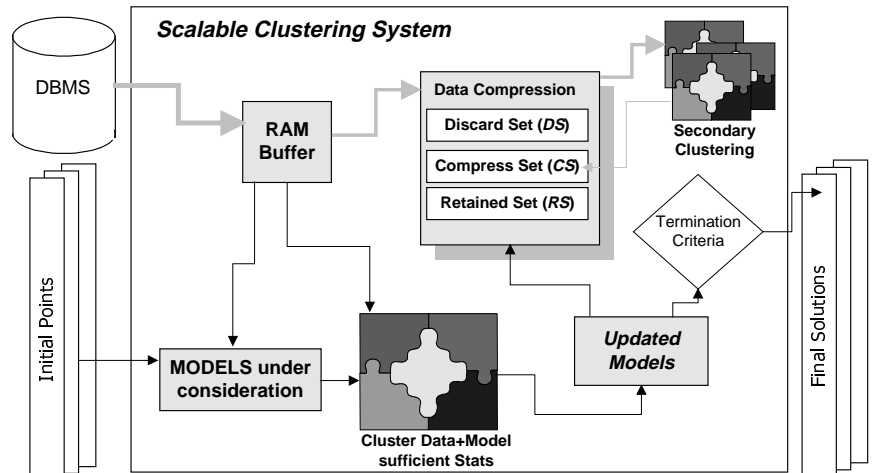 Scalable Clustering System
DBMS
RAM
Buffer
Data Compression
Discard Set (DS)
Compress Set (CS)
Retained Set (RS)
Secondary
Clustering
Termination
Criteria
Initial Points
MODELS under
consideration
Cluster Data+Model
sufficient Stats
Updated
Models
Final Solutions